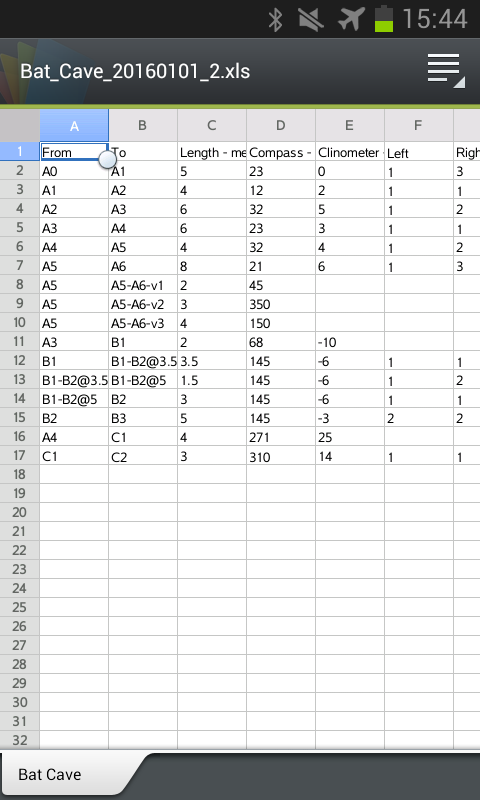 15:44
Bat_Cave_20160101_2.xls
A B C D E F
1 From To Length - me Compass - Clinometer - Left Righ
2 A0 A1 5 23 0 1 3
3 A1 A2 4 12 2 1 1
4 A2 A3 6 32 5 1 2
5 A3 A4 6 23 3 1 1
6 A4 A5 4 32 4 1 2
7 A5 A6 8 21 6 1 3
8 A5 A5-A6-v1 2 45
9 A5 A5-A6-v2 3 350
10 A5 A5-A6-v3 4 150
11 A3 B1 2 68 -10
12 B1 B1-B2@3.5 3.5 145 -6 1 1
13 B1-B2@3.5 B1-B2@5 1.5 145 -6 1 2
14 B1-B2@5 B2 3 145 -6 1 1
15 B2 B3 5 145 -3 2 2
16 A4 C1 4 271 25
17 C1 C2 3 310 14 1 1
18
19
20
21
22
23
24
25
26
27
28
29
30
31
32
Bat Cave